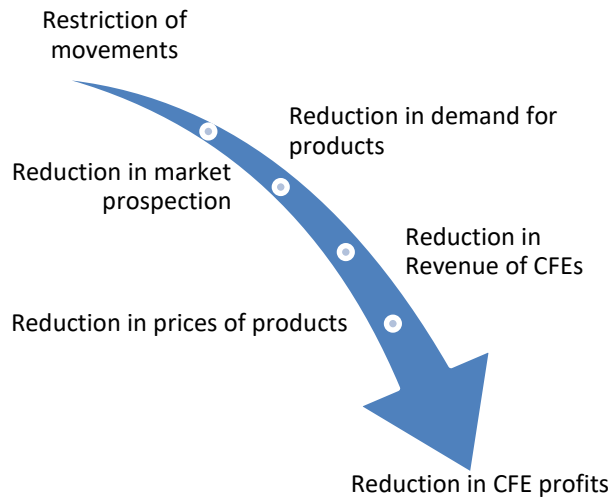 Restriction of
movements
Reduction in demand for
products
Reduction in market
prospection
Reduction in
Revenue of CFEs
Reduction in prices of products
Reduction in CFE profits